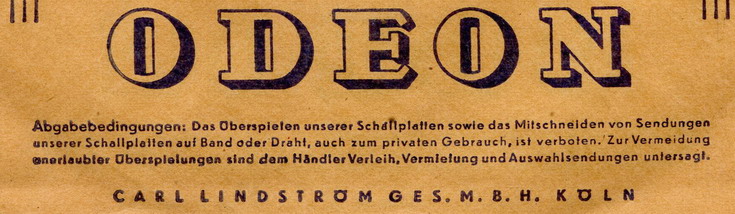 ODEON
Abgabebedingungen: Das Überspielen unserer Schallplatten sowie das Mitschneiden von Sendungen
unserer Schallplatten auf Band oder Draht, auch zum privaten Gebrauch, ist verboten. Zur Vermeidung
unerlaubter Überspielungen sind dem Händler Verleih, Vermietung und Auswahlsendungen untersagt.
CARL LINDSTRÖM GES. M. B. H. KÖLN